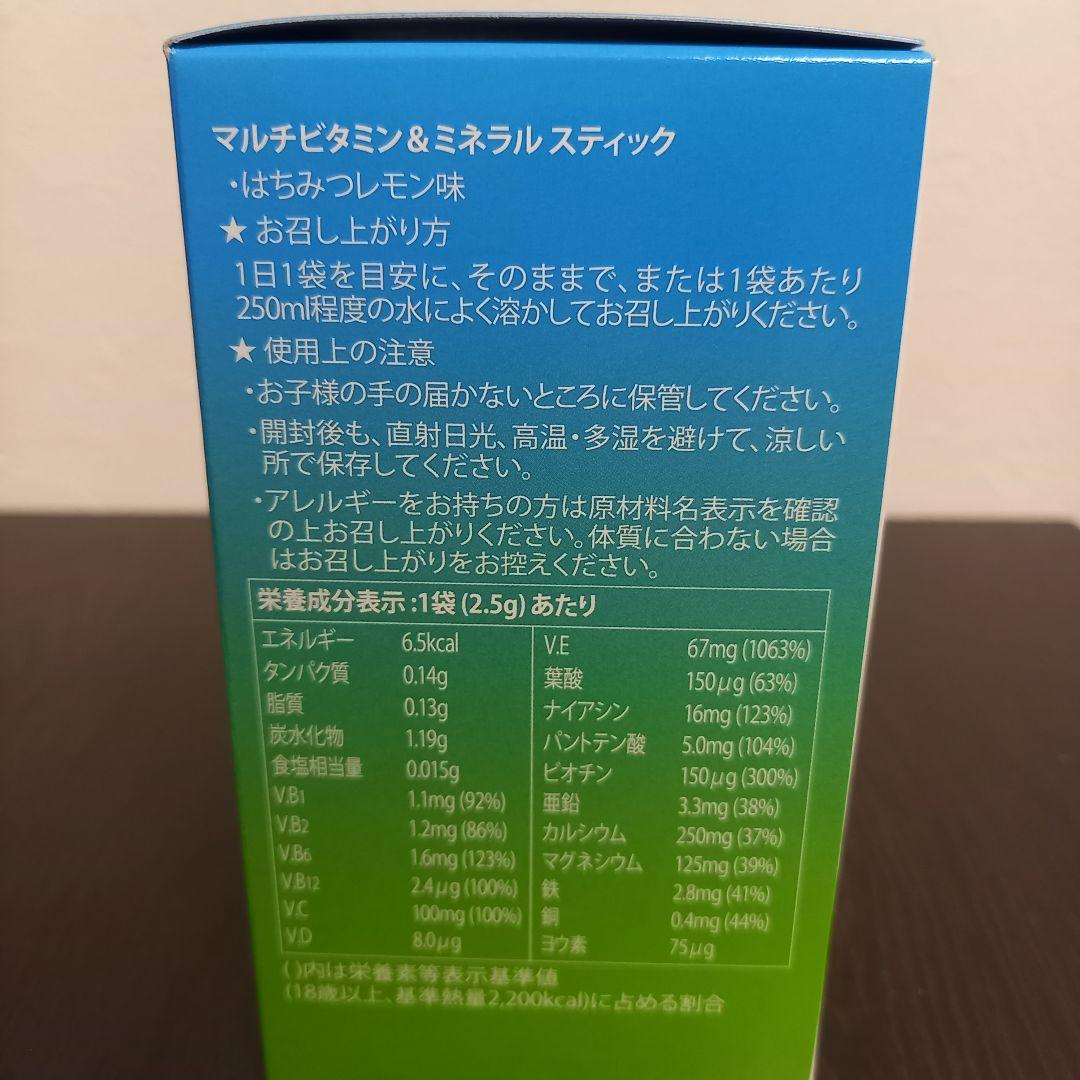 マルチビタミン&ミネラル スティック
・はちみつレモン味
★ お召し上がり方
1日1袋を目安に、そのままで、または1袋あたり
250ml程度の水によく溶かしてお召し上がりください。
★ 使用上の注意
・お子様の手の届かないところに保管してください。
・開封後も、直射日光、高温・多湿を避けて、涼しい
所で保存してください。
・アレルギーをお持ちの方は原材料名表示を確認
の上お召し上がりください。体質に合わない場合
はお召し上がりをお控えください。
栄養成分表示:1袋(2.5g)あたり
エネルギー 6.5kcal
タンパク質 0.14g
脂質 0.13g
炭水化物 1.19g
食塩相当量 0.015g
V.B1 1.1mg (92%)
V.B2 1.2mg (86%)
V.B6 1.6mg (123%)
V.B12 2.4μg (100%)
V.C 100mg (100%)
V.D 8.0μg
V.E 67mg (1063%)
葉酸 150μg (63%)
ナイアシン 16mg (123%)
パントテン酸 5.0mg (104%)
ビオチン 150μg (300%)
亜鉛 3.3mg (38%)
カルシウム 250mg (37%)
マグネシウム 125mg (39%)
鉄 2.8mg (41%)
銅 0.4mg (44%)
ヨウ素 75μg
()内は栄養素等表示基準値
(18歳以上、基準熱量2,200kcal)に占める割合